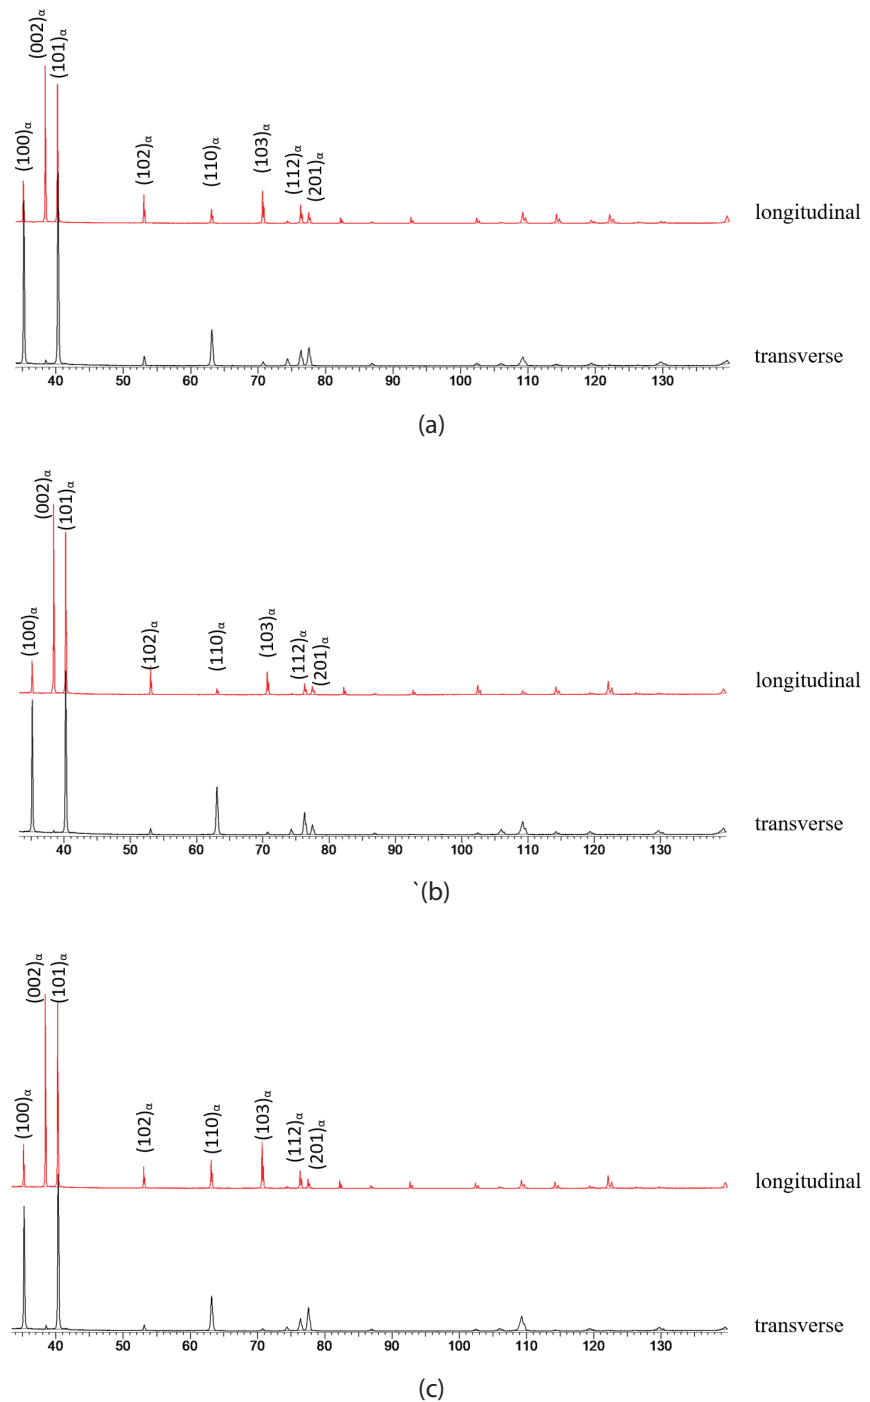 (002)α
(101)α
(100)α
(102)α
(110)α
(103)α
(112)α
(201)α
longitudinal
transverse
40 50 60 70 80 90 100 110 120 130
(a)
(002)α
(101)α
(100)α
(102)α
(110)α
(103)α
(112)α
(201)α
longitudinal
transverse
40 50 60 70 80 90 100 110 120 130
`(b)
(002)α
(101)α
(100)α
(102)α
(110)α
(103)α
(112)α
(201)α
longitudinal
transverse
40 50 60 70 80 90 100 110 120 130
(c)